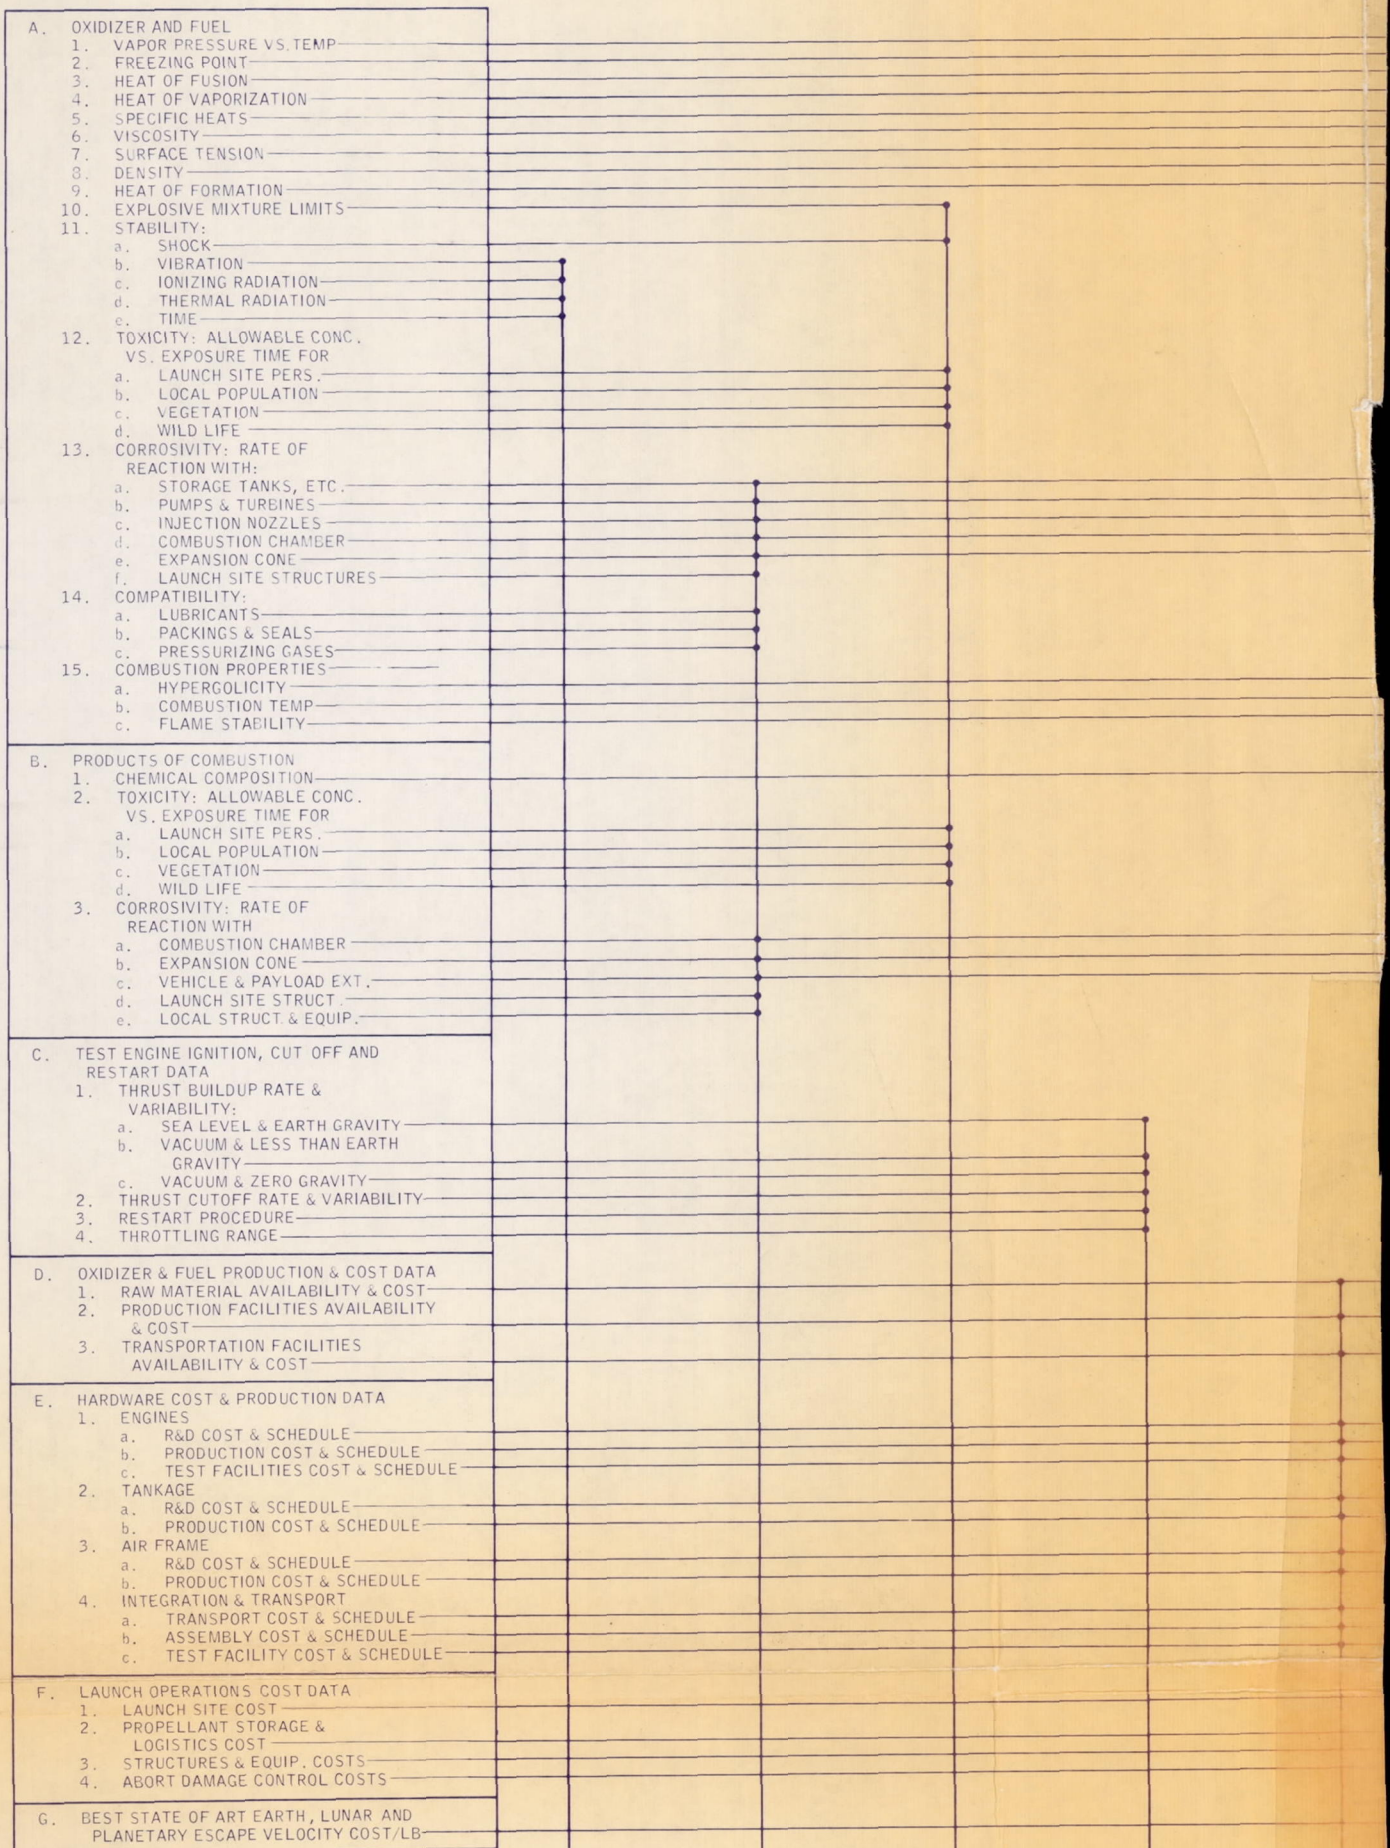 A. OXIDIZER AND FUEL
1. VAPOR PRESSURE VS. TEMP
2. FREEZING POINT
3. HEAT OF FUSION
4. HEAT OF VAPORIZATION
5. SPECIFIC HEATS
6. VISCOSITY
7. SURFACE TENSION
8. DENSITY
9. HEAT OF FORMATION
10. EXPLOSIVE MIXTURE LIMITS
11. STABILITY:
a. SHOCK
b. VIBRATION
c. IONIZING RADIATION
d. THERMAL RADIATION
e. TIME
12. TOXICITY: ALLOWABLE CONC.
VS. EXPOSURE TIME FOR
a. LAUNCH SITE PERS.
b. LOCAL POPULATION
c. VEGETATION
d. WILD LIFE
13. CORROSIVITY: RATE OF
REACTION WITH:
a. STORAGE TANKS, ETC.
b. PUMPS & TURBINES
c. INJECTION NOZZLES
d. COMBUSTION CHAMBER
e. EXPANSION CONE
f. LAUNCH SITE STRUCTURES
14. COMPATIBILITY:
a. LUBRICANTS
b. PACKINGS & SEALS
c. PRESSURIZING GASES
15. COMBUSTION PROPERTIES
a. HYPERGOLICITY
b. COMBUSTION TEMP
c. FLAME STABILITY
B. PRODUCTS OF COMBUSTION
1. CHEMICAL COMPOSITION
2. TOXICITY: ALLOWABLE CONC.
VS. EXPOSURE TIME FOR
a. LAUNCH SITE PERS.
b. LOCAL POPULATION
c. VEGETATION
d. WILD LIFE
3. CORROSIVITY: RATE OF
REACTION WITH
a. COMBUSTION CHAMBER
b. EXPANSION CONE
c. VEHICLE & PAYLOAD EXT.
d. LAUNCH SITE STRUCT.
e. LOCAL STRUCT. & EQUIP.
C. TEST ENGINE IGNITION, CUT OFF AND
RESTART DATA
1. THRUST BUILDUP RATE &
VARIABILITY:
a. SEA LEVEL & EARTH GRAVITY
b. VACUUM & LESS THAN EARTH
GRAVITY
c. VACUUM & ZERO GRAVITY
2. THRUST CUTOFF RATE & VARIABILITY
3. RESTART PROCEDURE
4. THROTTLING RANGE
D. OXIDIZER & FUEL PRODUCTION & COST DATA
1. RAW MATERIAL AVAILABILITY & COST
2. PRODUCTION FACILITIES AVAILABILITY
& COST
3. TRANSPORTATION FACILITIES
AVAILABILITY & COST
E. HARDWARE COST & PRODUCTION DATA
1. ENGINES
a. R&D COST & SCHEDULE
b. PRODUCTION COST & SCHEDULE
c. TEST FACILITIES COST & SCHEDULE
2. TANKAGE
a. R&D COST & SCHEDULE
b. PRODUCTION COST & SCHEDULE
3. AIR FRAME
a. R&D COST & SCHEDULE
b. PRODUCTION COST & SCHEDULE
4. INTEGRATION & TRANSPORT
a. TRANSPORT COST & SCHEDULE
b. ASSEMBLY COST & SCHEDULE
c. TEST FACILITY COST & SCHEDULE
F. LAUNCH OPERATIONS COST DATA
1. LAUNCH SITE COST
2. PROPELLANT STORAGE &
LOGISTICS COST
3. STRUCTURES & EQUIP. COSTS
4. ABORT DAMAGE CONTROL COSTS
G. BEST STATE OF ART EARTH, LUNAR AND
PLANETARY ESCAPE VELOCITY COST/LB